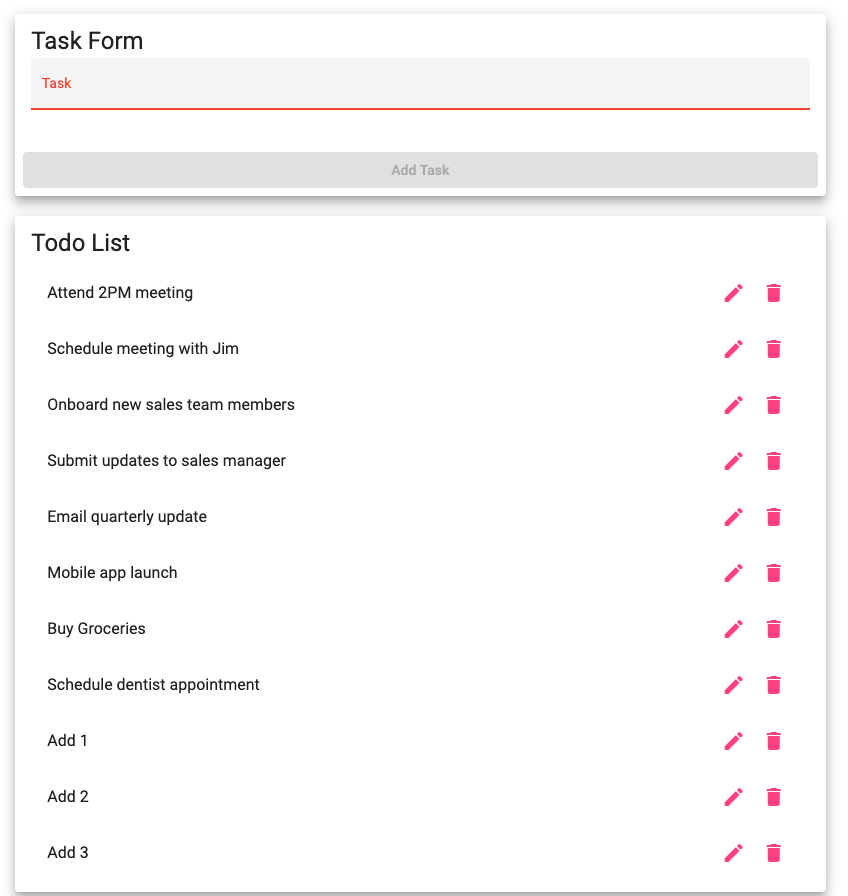 Task Form
Task
Add Task
Todo List
Attend 2PM meeting
Schedule meeting with Jim
Onboard new sales team members
Submit updates to sales manager
Email quarterly update
Mobile app launch
Buy Groceries
Schedule dentist appointment
Add 1
Add 2
Add 3